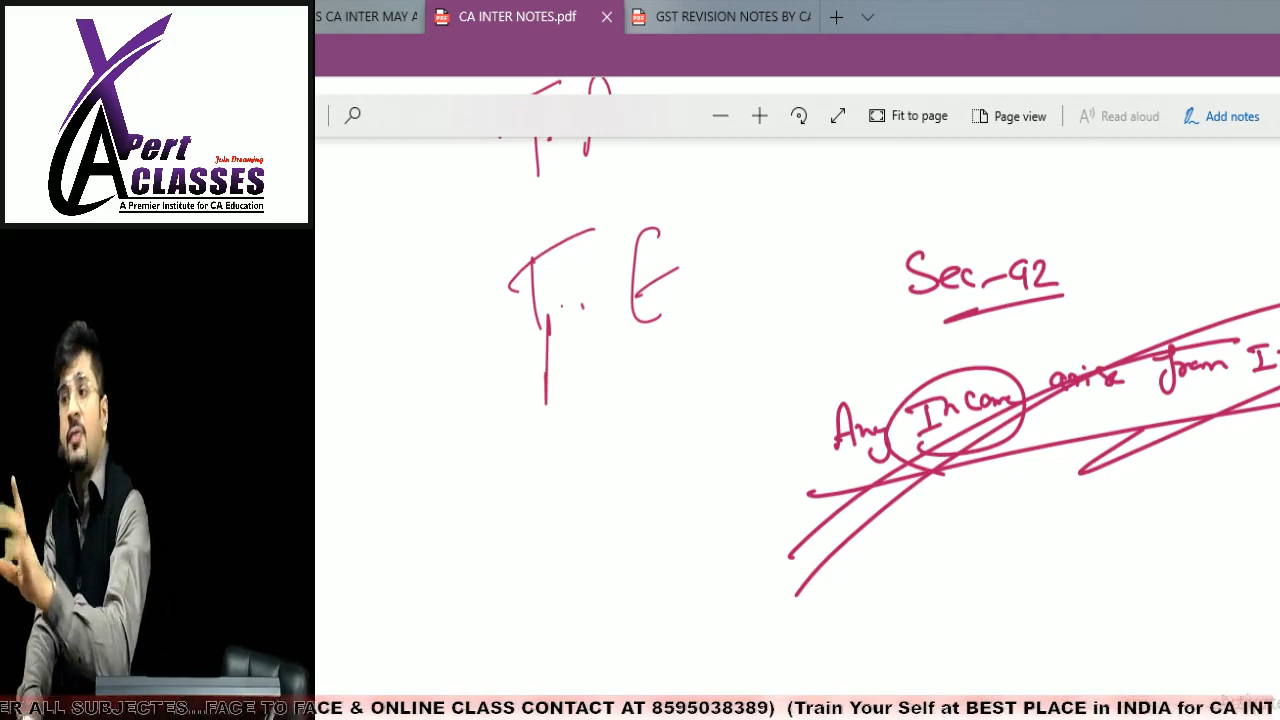 S CA INTER MAY A
CA INTER NOTES.pdf
GST REVISION NOTES BY CA
XPert
Join Dreaming
CLASSES
A Premier Institute for CA Education
Fit to page
Page view
Read aloud
Add notes
T. E
Sec-92
Any Income arise from I
ER ALL SUBJECTES...FACE TO FACE & ONLINE CLASS CONTACT AT 8595038389) (Train Your Self at BEST PLACE in INDIA for CA INT